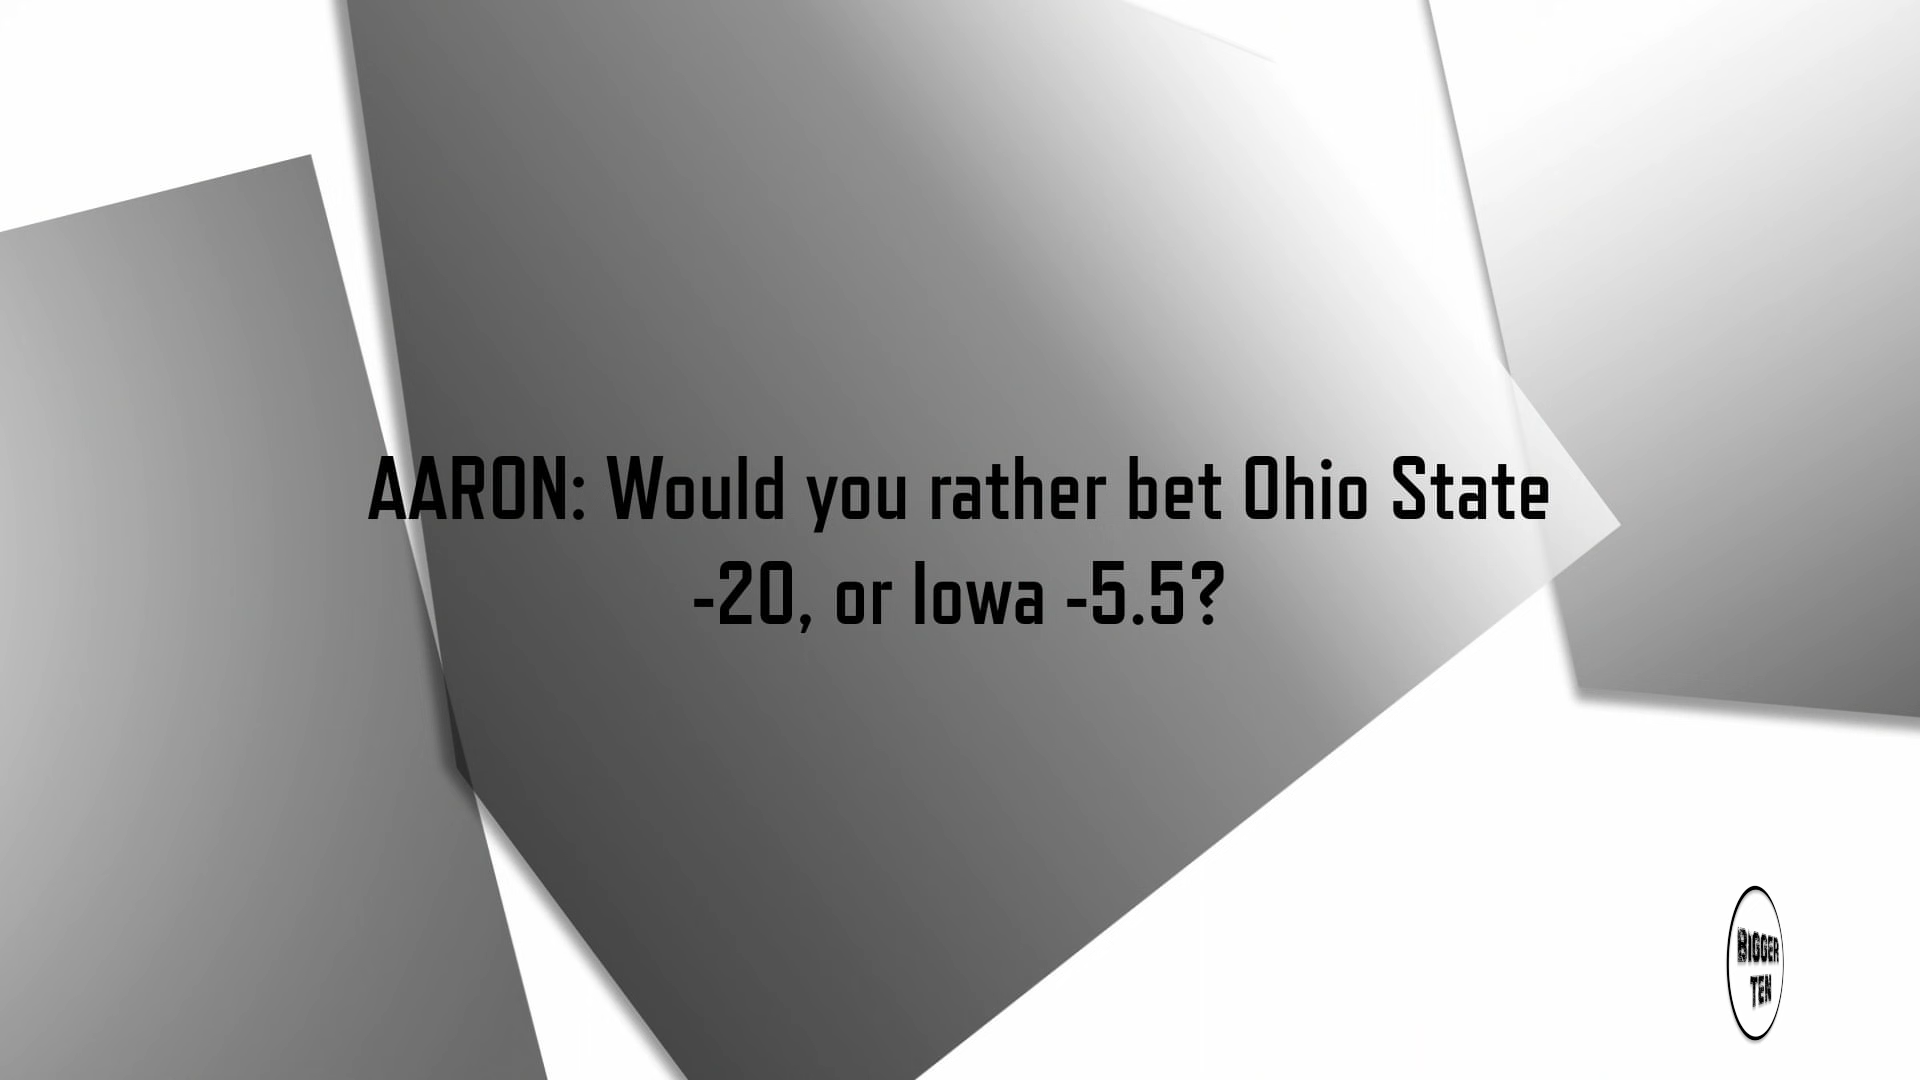 AARON: Would you rather bet Ohio State
-20, or Iowa -5.5?
BIGGER
TEN